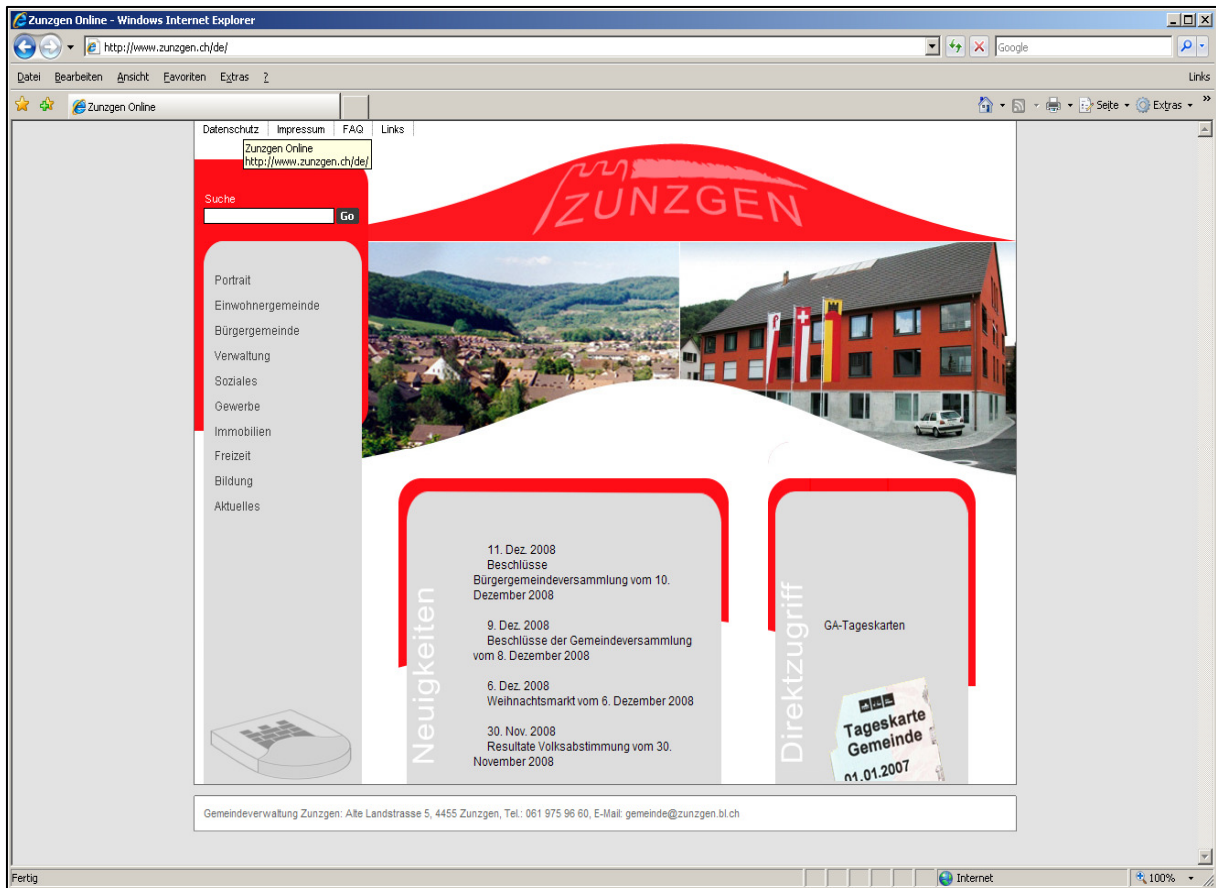 Zunzgen Online - Windows Internet Explorer
http://www.zunzgen.ch/de/
Google
Datei Bearbeiten Ansicht Favoriten Extras ?
Links
Zunzgen Online
Seite Extras
Datenschutz Impressum FAQ Links
Zunzgen Online
http://www.zunzgen.ch/de/
ZUNZGEN
Suche
Go
Portrait
Einwohnergemeinde
Bürgergemeinde
Verwaltung
Soziales
Gewerbe
Immobilien
Freizeit
Bildung
Aktuelles
Neuigkeiten
11. Dez. 2008
Beschlüsse
Bürgergemeindeversammlung vom 10.
Dezember 2008
9. Dez. 2008
Beschlüsse der Gemeindeversammlung
vom 8. Dezember 2008
6. Dez. 2008
Weihnachtsmarkt vom 6. Dezember 2008
30. Nov. 2008
Resultate Volksabstimmung vom 30.
November 2008
Direktzugriff
GA-Tageskarten
Tageskarte
Gemeinde
01.01.2007
Gemeindeverwaltung Zunzgen: Alte Landstrasse 5, 4455 Zunzgen, Tel.: 061 975 96 60, E-Mail: gemeinde@zunzgen.bl.ch
Fertig
Internet
100%